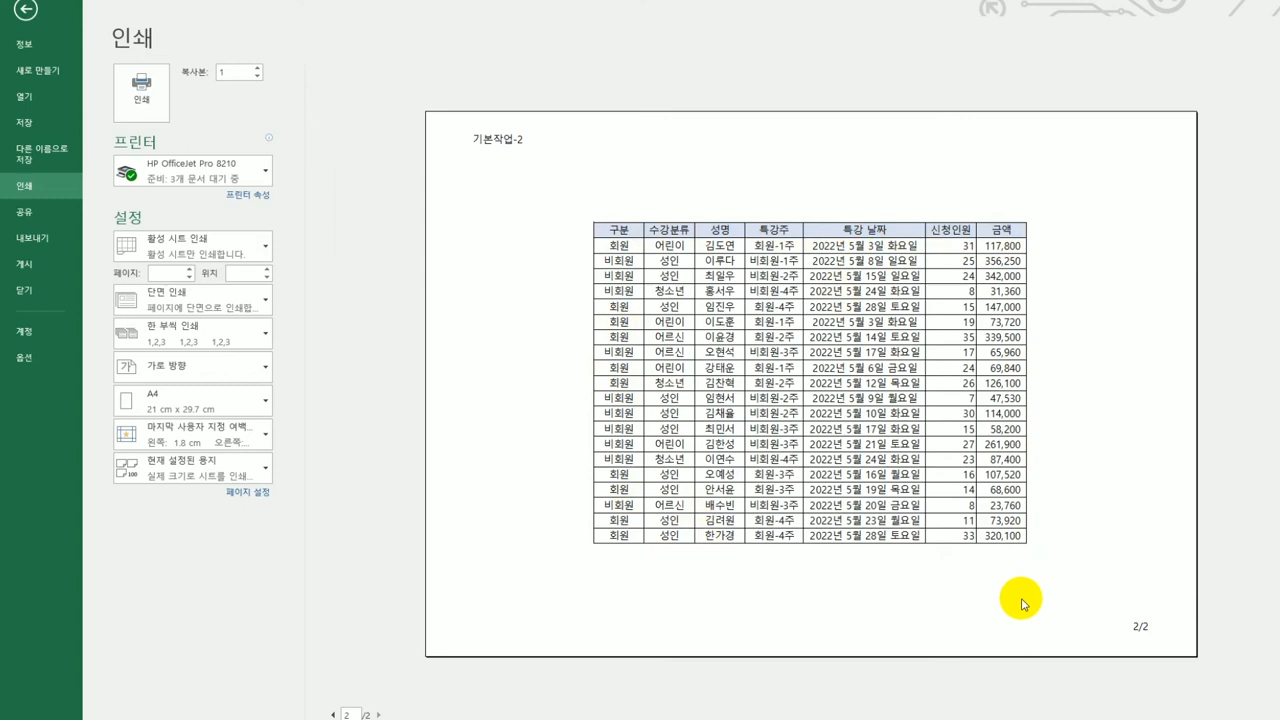 정보
새로 만들기
열기
저장
다른 이름으로
저장
인쇄
공유
내보내기
게시
닫기
계정
옵션
인쇄
인쇄
복사본: 1
프린터
HP OfficeJet Pro 8210
준비: 3개 문서 대기 중
프린터 속성
설정
활성 시트 인쇄
활성 시트만 인쇄합니다.
페이지: 위치
단면 인쇄
페이지에 단면으로 인쇄합...
한 부씩 인쇄
1,2,3 1,2,3 1,2,3
가로 방향
A4
21 cm x 29.7 cm
마지막 사용자 지정 여백...
왼쪽: 1.8 cm 오른쪽:...
현재 설정된 용지
실제 크기로 시트를 인쇄...
100
페이지 설정
기본작업-2
구분 수강분류 성명 특강주 특강 날짜 신청인원 금액
회원 어린이 김도연 회원-1주 2022년 5월 3일 화요일 31 117,800
비회원 성인 이루다 비회원-1주 2022년 5월 8일 일요일 25 356,250
비회원 성인 최일우 비회원-2주 2022년 5월 15일 일요일 24 342,000
비회원 청소년 홍서우 비회원-4주 2022년 5월 24일 화요일 8 31,360
회원 성인 임진우 회원-4주 2022년 5월 28일 토요일 15 147,000
회원 어린이 이도훈 회원-1주 2022년 5월 3일 화요일 19 73,720
회원 어르신 이윤경 회원-2주 2022년 5월 14일 토요일 35 339,500
비회원 어르신 오현석 비회원-3주 2022년 5월 17일 화요일 17 65,960
회원 어린이 강태운 회원-1주 2022년 5월 6일 금요일 24 69,840
회원 청소년 김찬혁 회원-2주 2022년 5월 12일 목요일 26 126,100
비회원 성인 임현서 비회원-2주 2022년 5월 9일 월요일 7 47,530
비회원 성인 김채율 비회원-2주 2022년 5월 10일 화요일 30 114,000
비회원 성인 최민서 비회원-3주 2022년 5월 17일 화요일 15 58,200
비회원 어린이 김한성 비회원-3주 2022년 5월 21일 토요일 27 261,900
비회원 청소년 이연수 비회원-4주 2022년 5월 24일 화요일 23 87,400
회원 성인 오예성 회원-3주 2022년 5월 16일 월요일 16 107,520
회원 성인 안서윤 회원-3주 2022년 5월 19일 목요일 14 68,600
비회원 어르신 배수빈 비회원-3주 2022년 5월 20일 금요일 8 23,760
회원 성인 김려원 회원-4주 2022년 5월 23일 월요일 11 73,920
회원 성인 한가경 회원-4주 2022년 5월 28일 토요일 33 320,100
2/2
2 /2